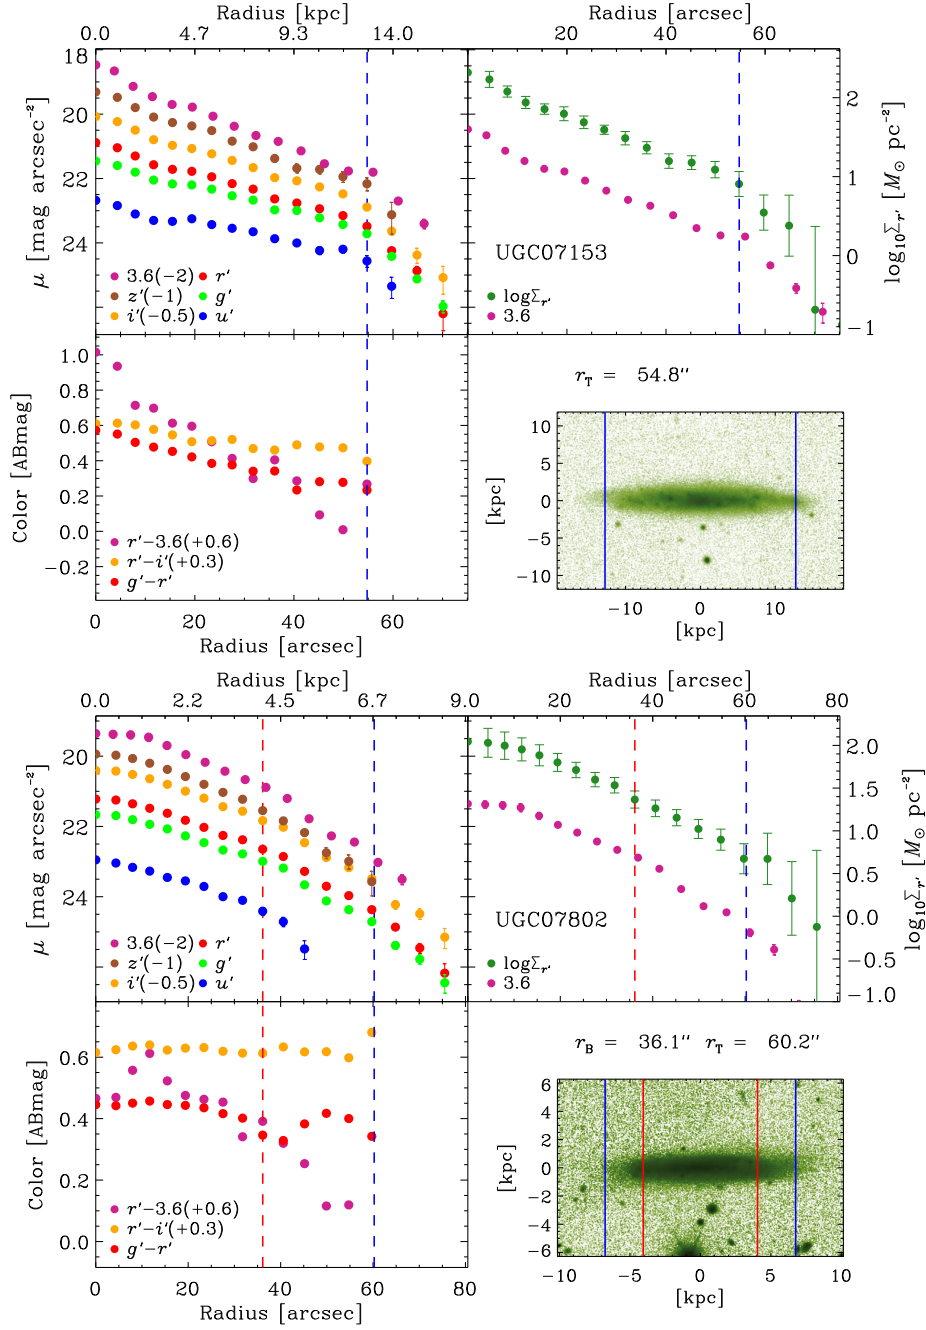 Radius [kpc] Radius [arcsec]
0.0 4.7 9.3 14.0 20 40 60
18
20
22
24
μ [mag arcsec⁻²]
3.6(−2) r′
z′(−1) g′
i′(−0.5) u′
UGC07153
logΣr′
3.6
2
1
0
−1
log₁₀Σr′ [M⊙ pc⁻²]
1.0
0.8
0.6
0.4
0.2
0.0
−0.2
Color [ABmag]
r′−3.6(+0.6)
r′−i′(+0.3)
g′−r′
0 20 40 60
Radius [arcsec]
rT = 54.8″
10
5
0
−5
−10
[kpc]
−10 0 10
[kpc]
Radius [kpc] Radius [arcsec]
0.0 2.2 4.5 6.7 9.0 0 20 40 60 80
20
22
24
μ [mag arcsec⁻²]
3.6(−2) r′
z′(−1) g′
i′(−0.5) u′
UGC07802
logΣr′
3.6
2.0
1.5
1.0
0.5
0.0
−0.5
−1.0
log₁₀Σr′ [M⊙ pc⁻²]
0.6
0.4
0.2
0.0
Color [ABmag]
r′−3.6(+0.6)
r′−i′(+0.3)
g′−r′
0 20 40 60 80
Radius [arcsec]
rB = 36.1″ rT = 60.2″
6
4
2
0
−2
−4
−6
[kpc]
−10 −5 0 5 10
[kpc]